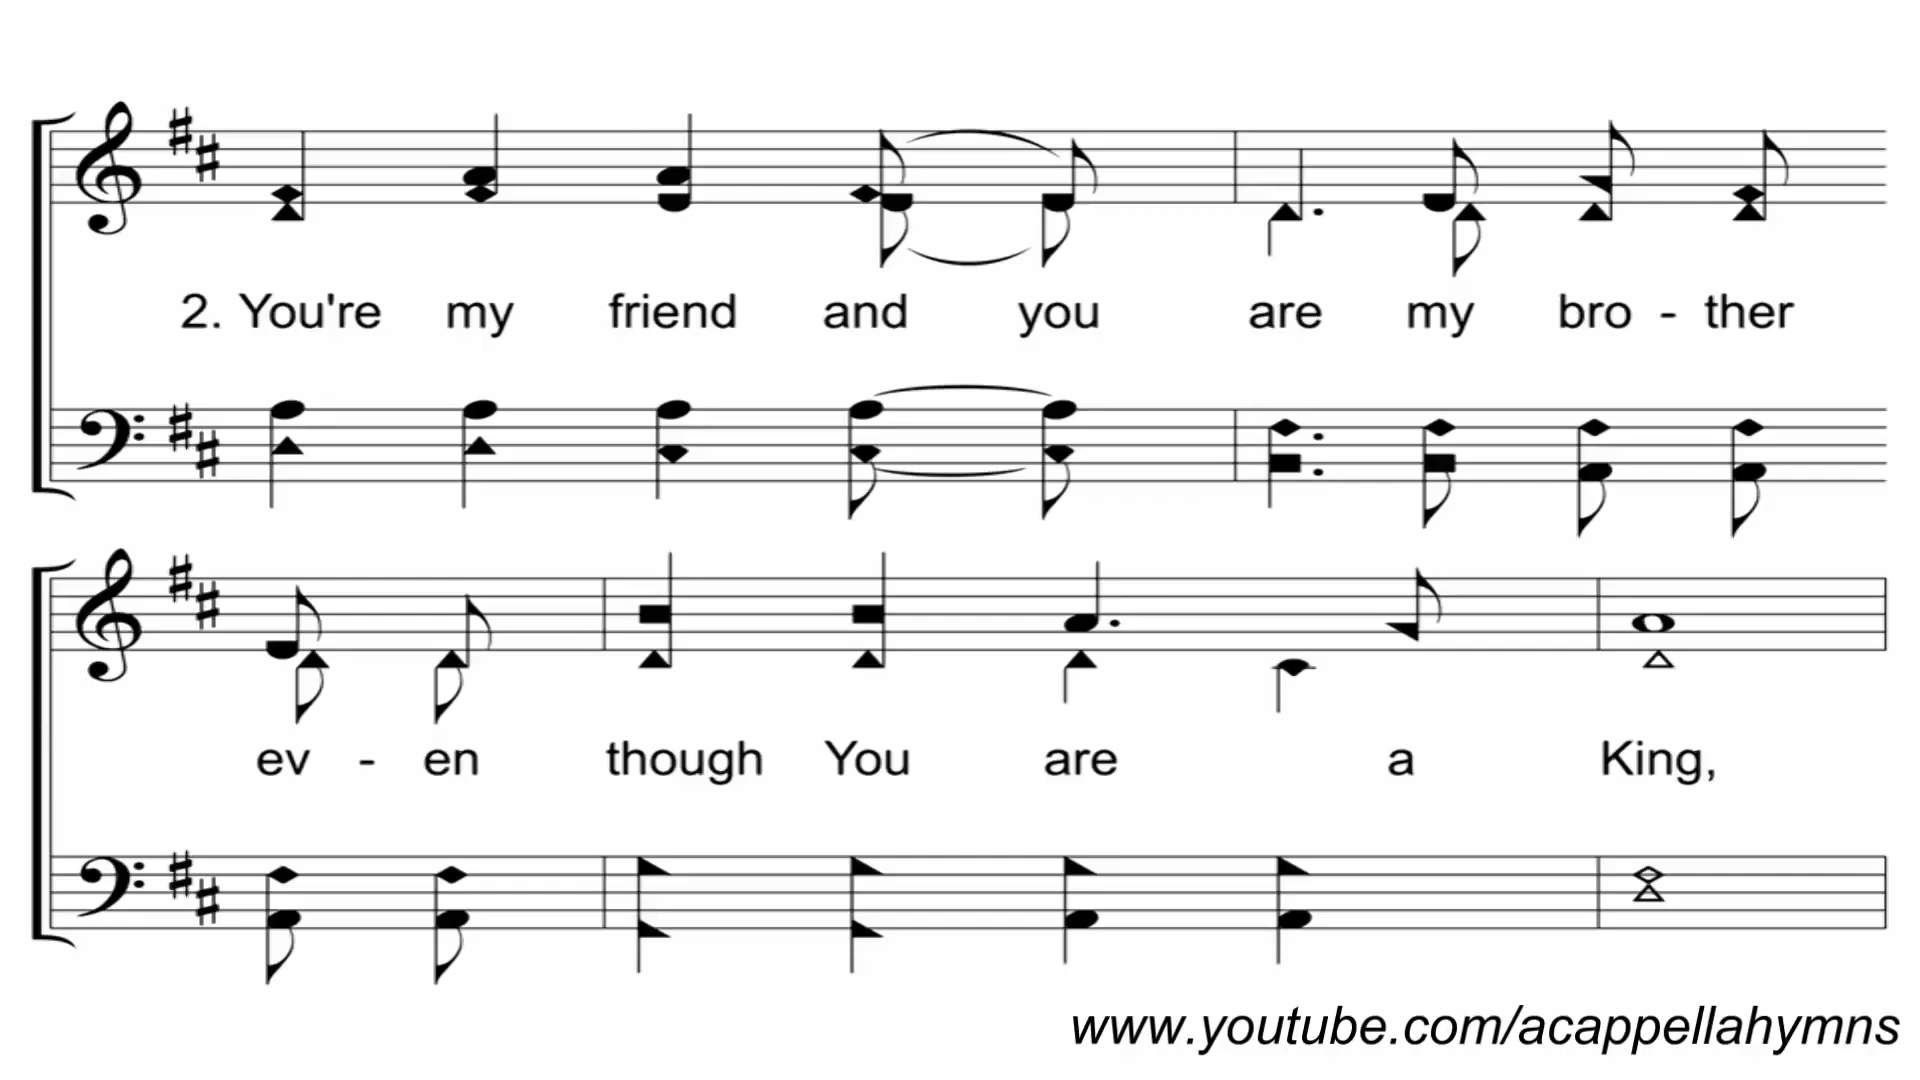 2. You're my friend and you are my bro - ther
ev - en though You are a King,
www.youtube.com/acappellahymns